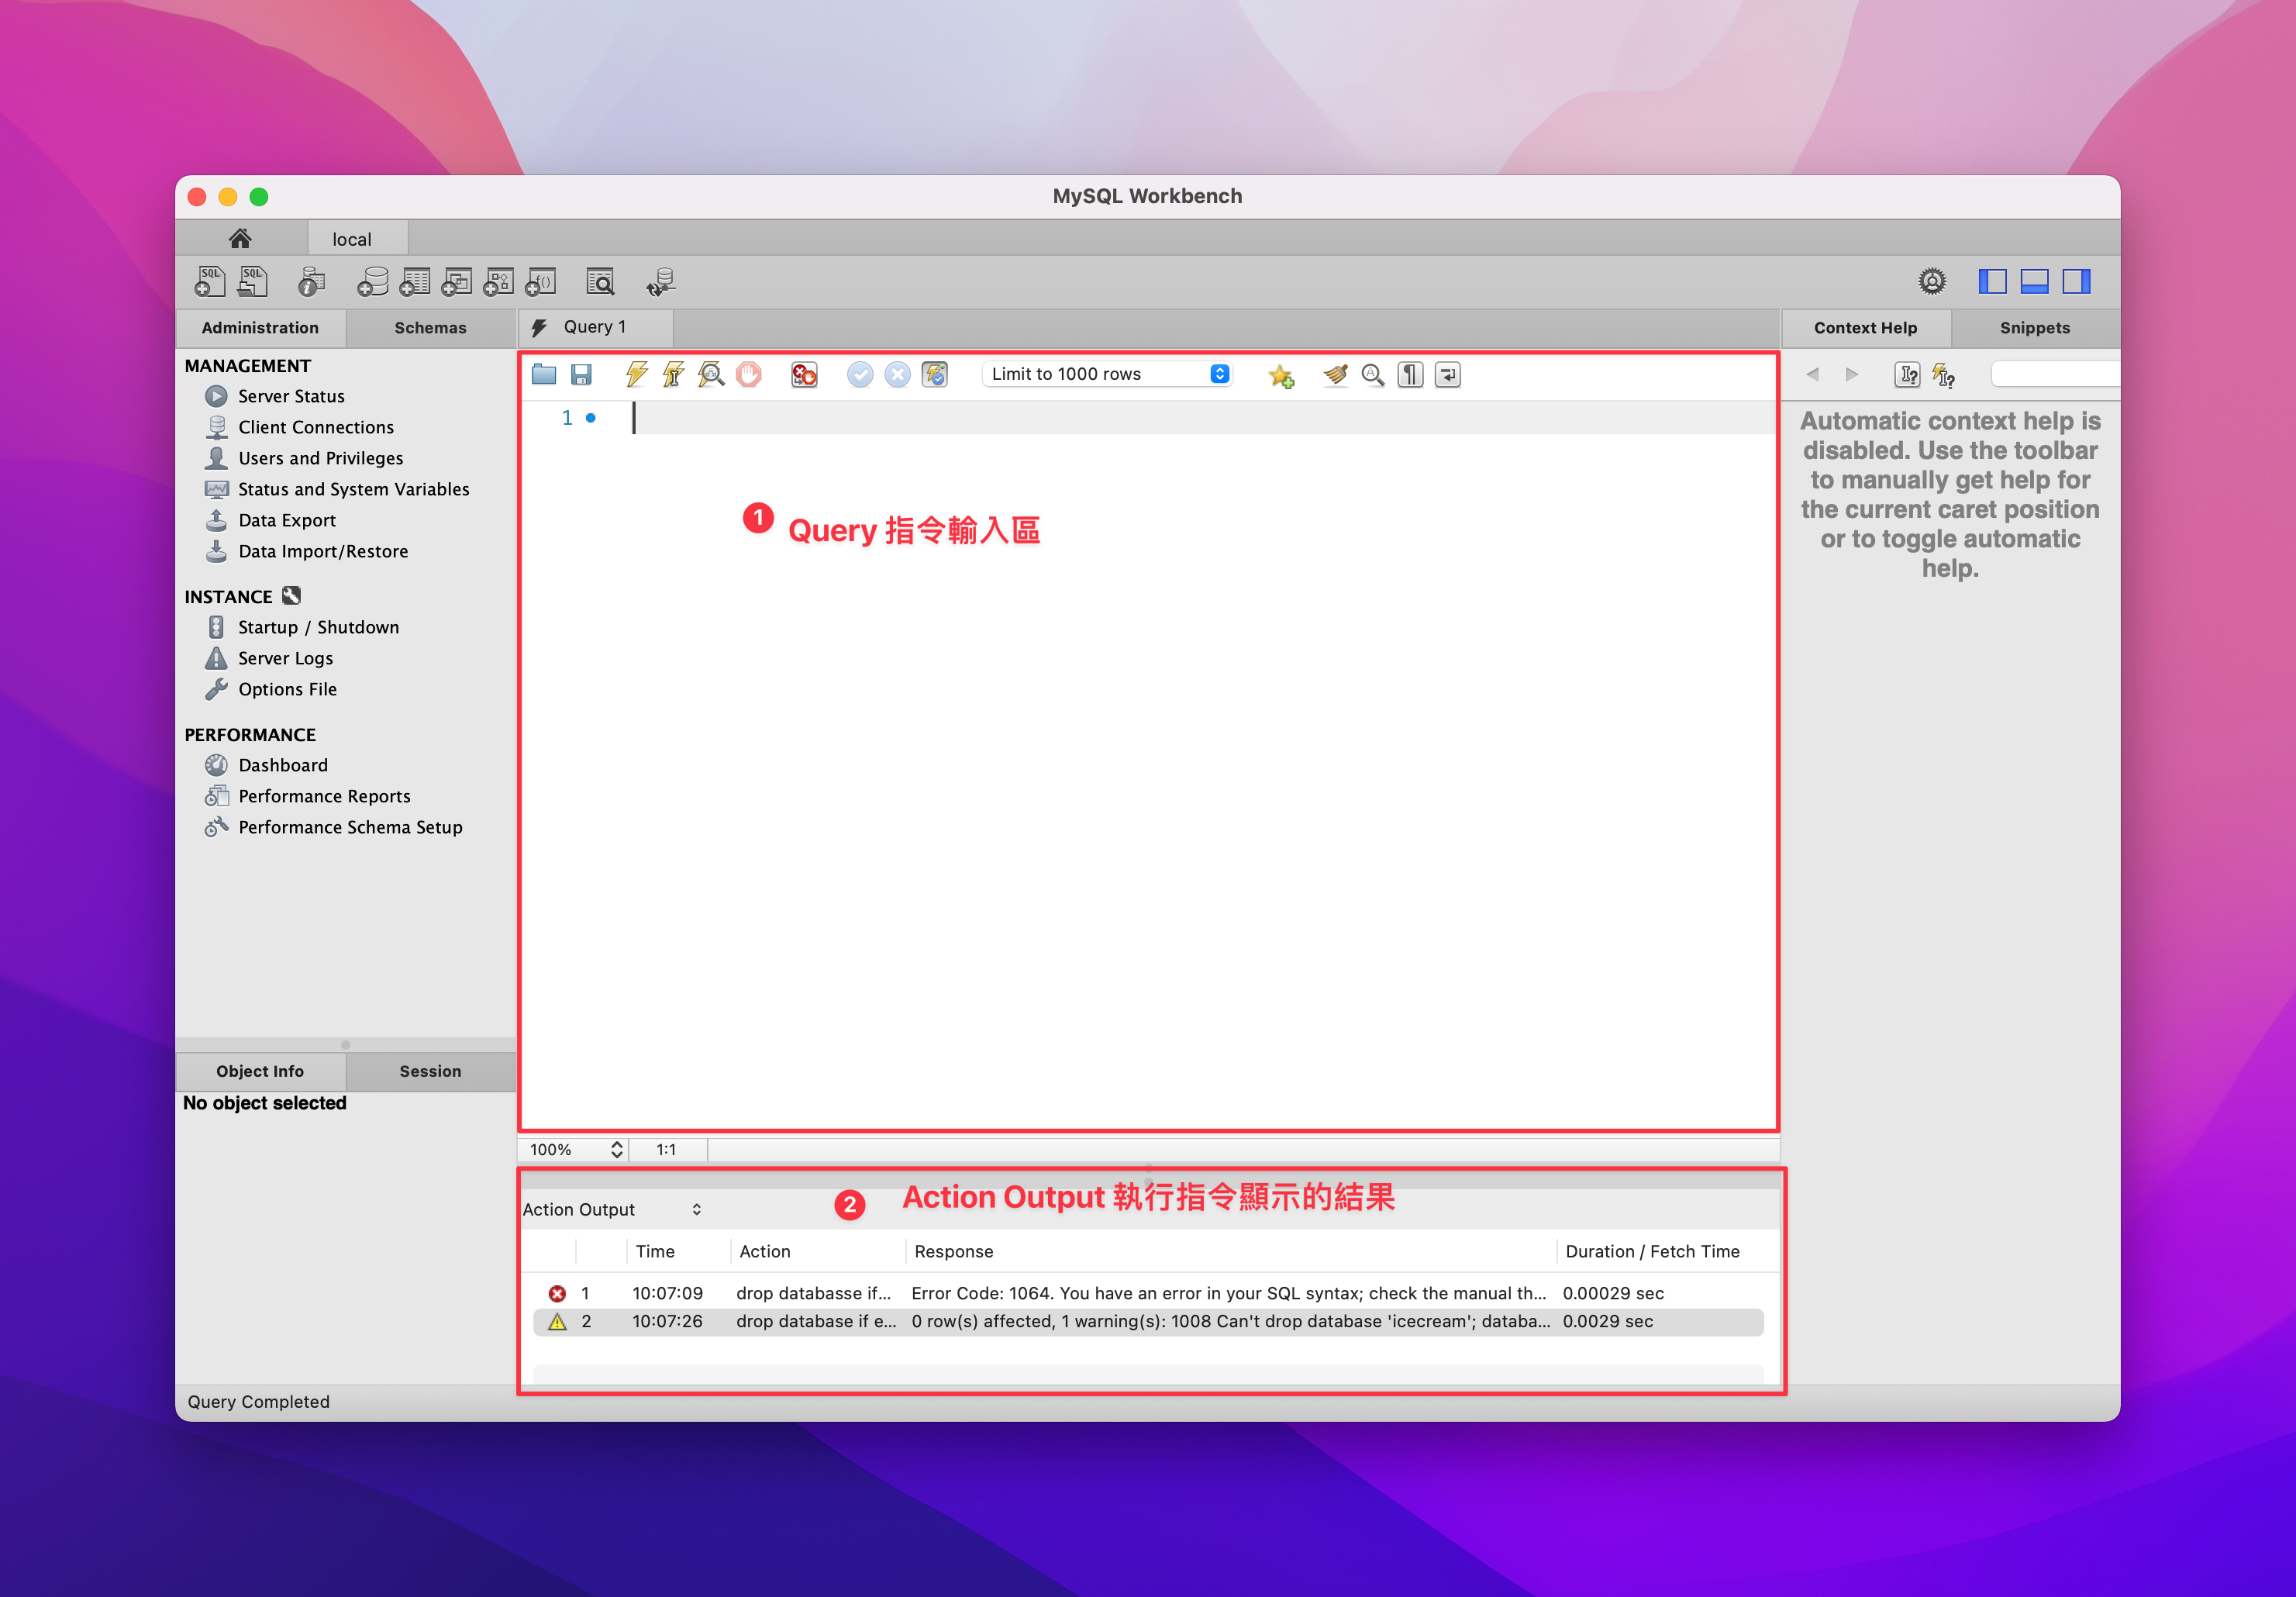 MySQL Workbench
local
Administration
Schemas
Query 1
Context Help
Snippets
MANAGEMENT
Server Status
Client Connections
Users and Privileges
Status and System Variables
Data Export
Data Import/Restore
INSTANCE
Startup / Shutdown
Server Logs
Options File
PERFORMANCE
Dashboard
Performance Reports
Performance Schema Setup
Object Info
Session
No object selected
Limit to 1000 rows
1
1 Query 指令輸入區
100%
1:1
2 Action Output 執行指令顯示的結果
Action Output
Time Action Response Duration / Fetch Time
1 10:07:09 drop databasse if... Error Code: 1064. You have an error in your SQL syntax; check the manual th... 0.00029 sec
2 10:07:26 drop database if e... 0 row(s) affected, 1 warning(s): 1008 Can't drop database 'icecream'; databa... 0.0029 sec
Automatic context help is
disabled. Use the toolbar
to manually get help for
the current caret position
or to toggle automatic
help.
Query Completed